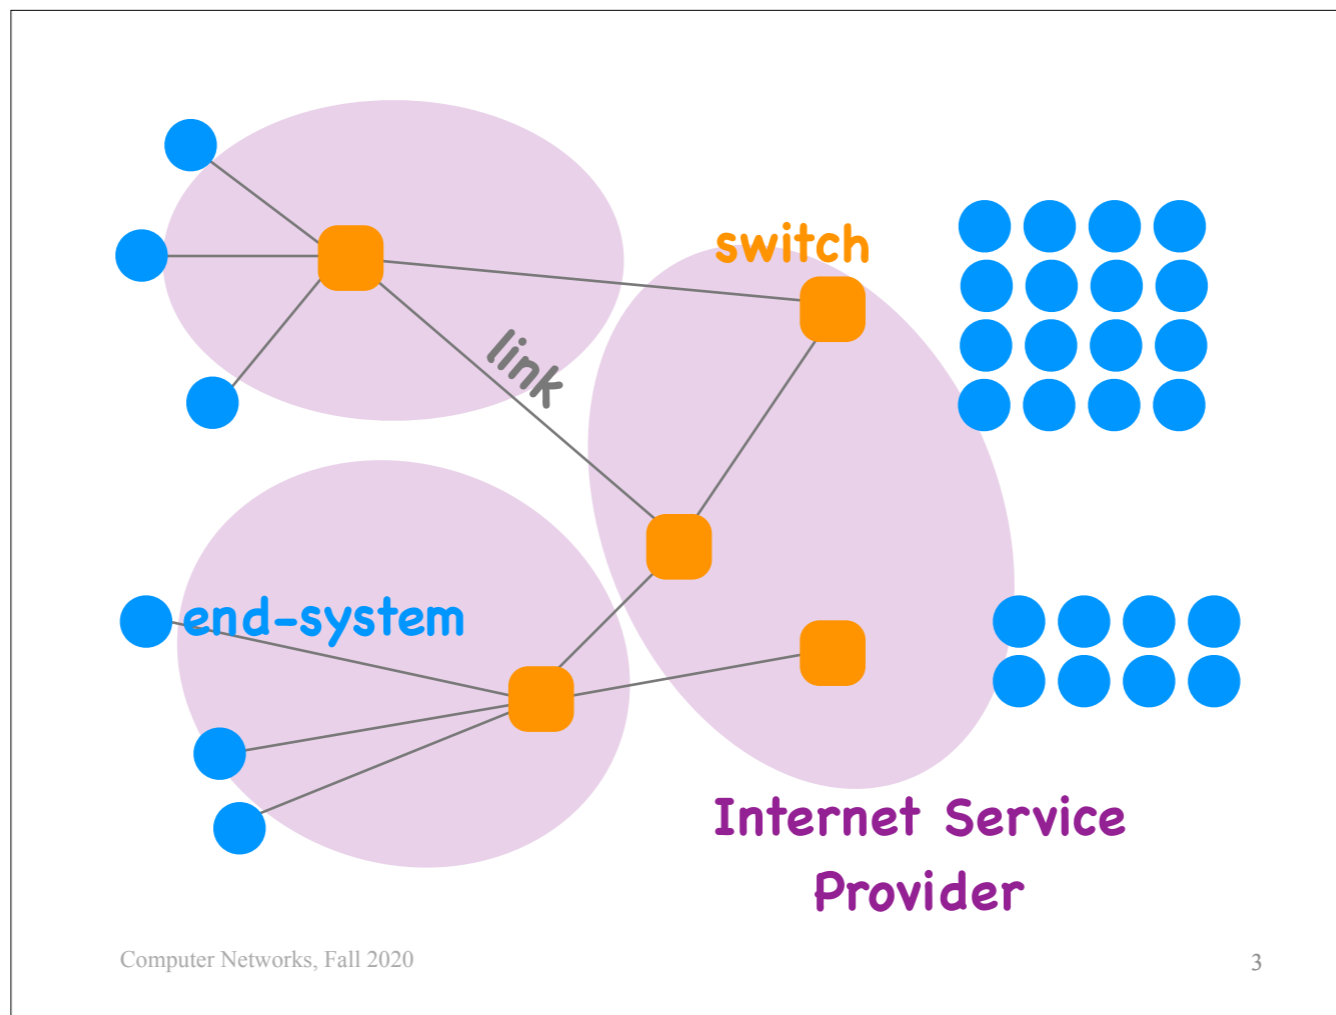 switch
link
end-system
Internet Service
Provider
Computer Networks, Fall 2020
3